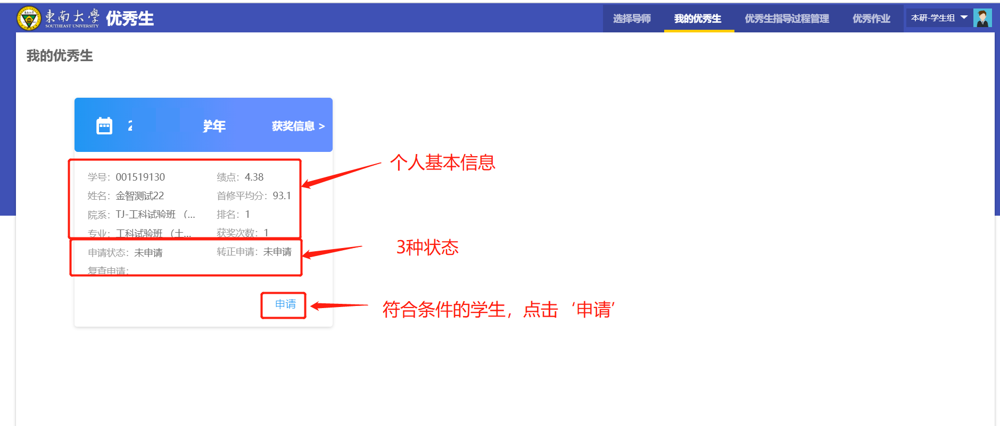 東南大學
SOUTHEAST UNIVERSITY
优秀生
选择导师
我的优秀生
优秀生指导过程管理
优秀作业
本研-学生组
我的优秀生
学年
获奖信息 >
个人基本信息
学号：001519130
绩点：4.38
姓名：金智测试22
首修平均分：93.1
院系：TJ-工科试验班（...
排名：1
专业：工科试验班（土...
获奖次数：1
3种状态
申请状态：未申请
转正申请：未申请
复查申请：
申请
符合条件的学生，点击‘申请’